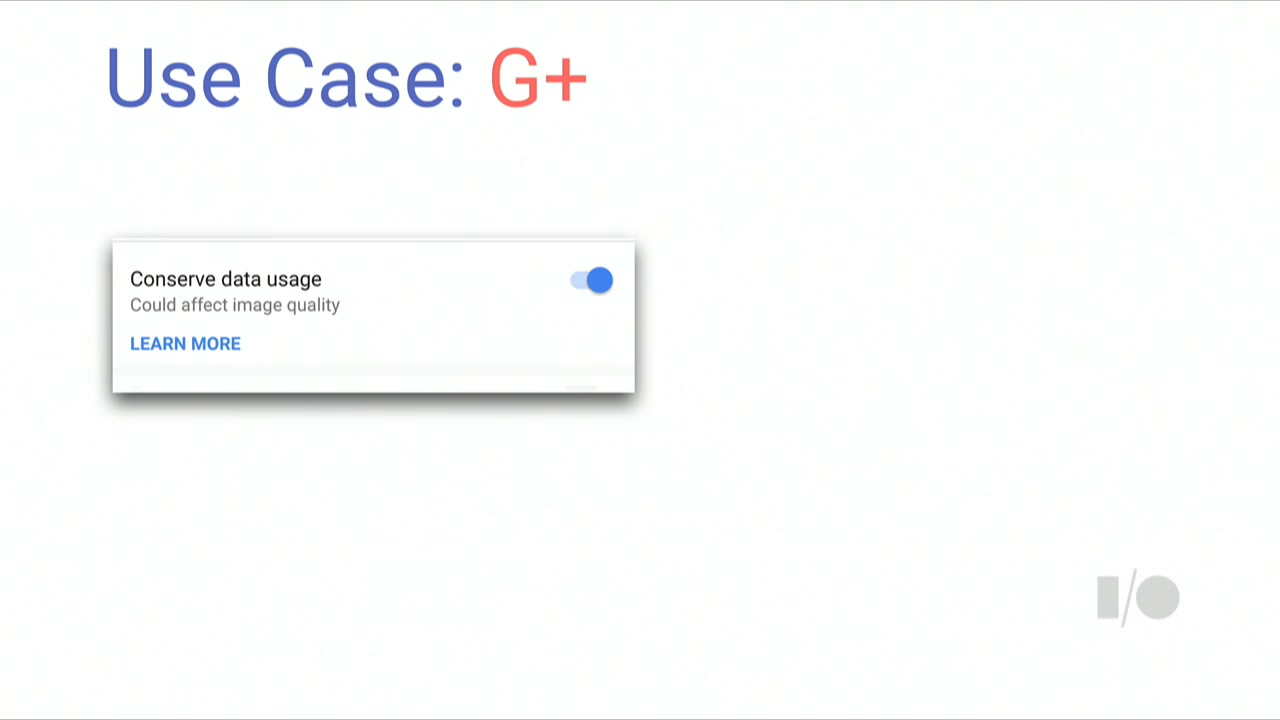 Use Case: G+
Conserve data usage
Could affect image quality
LEARN MORE
I/O